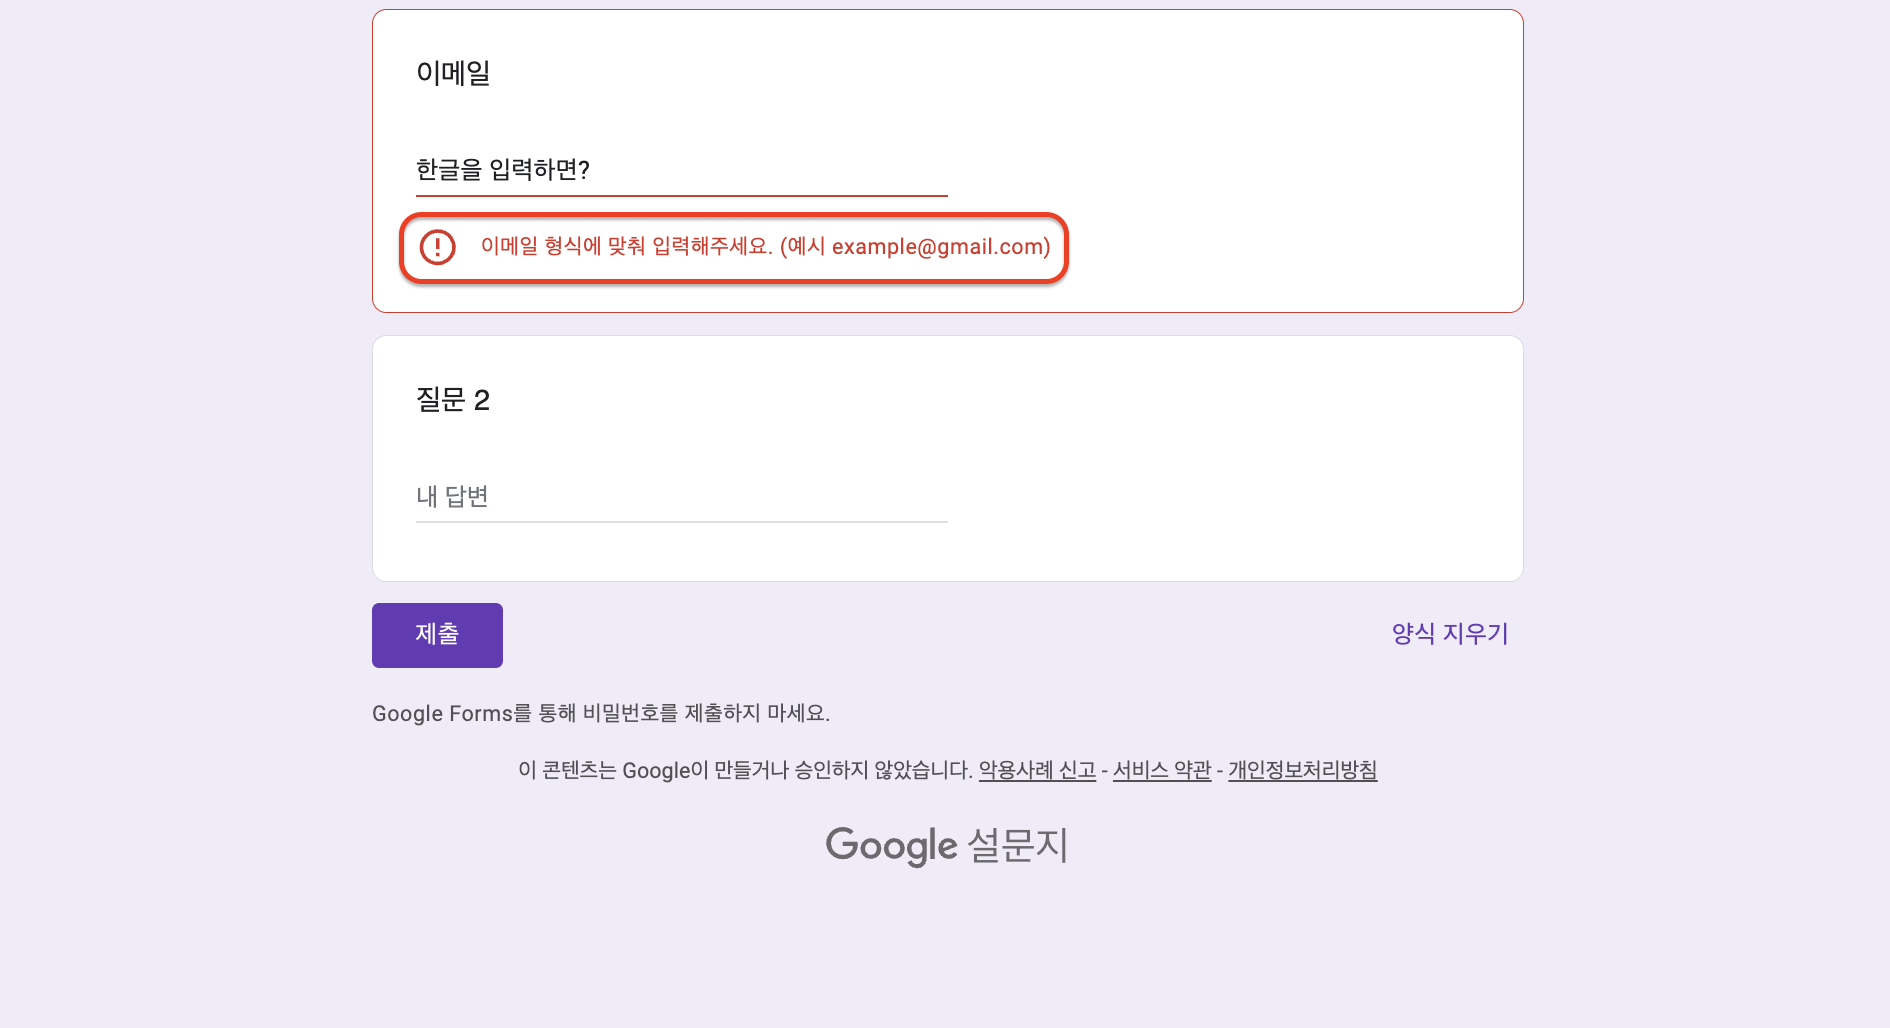 이메일
한글을 입력하면?
이메일 형식에 맞춰 입력해주세요. (예시 example@gmail.com)
질문 2
내 답변
제출
양식 지우기
Google Forms를 통해 비밀번호를 제출하지 마세요.
이 콘텐츠는 Google이 만들거나 승인하지 않았습니다. 악용사례 신고 - 서비스 약관 - 개인정보처리방침
Google 설문지